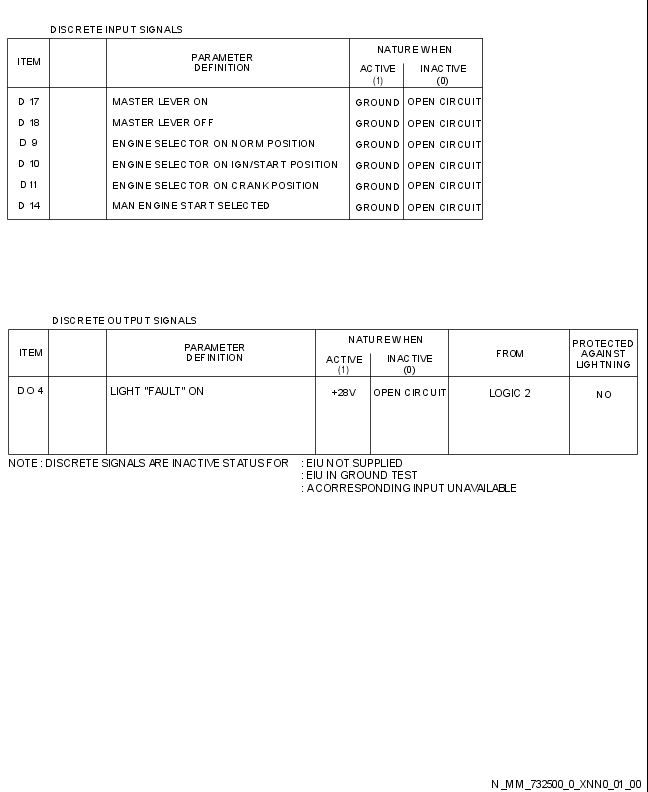 DISCRETE INPUT SIGNALS
ITEM PARAMETER DEFINITION NATURE WHEN
ACTIVE (1) INACTIVE (0)
D 17 MASTER LEVER ON GROUND OPEN CIRCUIT
D 18 MASTER LEVER OFF GROUND OPEN CIRCUIT
D 9 ENGINE SELECTOR ON NORM POSITION GROUND OPEN CIRCUIT
D 10 ENGINE SELECTOR ON IGN/START POSITION GROUND OPEN CIRCUIT
D 11 ENGINE SELECTOR ON CRANK POSITION GROUND OPEN CIRCUIT
D 14 MAN ENGINE START SELECTED GROUND OPEN CIRCUIT
DISCRETE OUTPUT SIGNALS
ITEM PARAMETER DEFINITION NATURE WHEN FROM PROTECTED AGAINST LIGHTNING
ACTIVE (1) INACTIVE (0)
DO 4 LIGHT "FAULT" ON +28V OPEN CIRCUIT LOGIC 2 NO
NOTE : DISCRETE SIGNALS ARE INACTIVE STATUS FOR : EIU NOT SUPPLIED
: EIU IN GROUND TEST
: A CORRESPONDING INPUT UNAVAILABLE
N_MM_732500_0_XNN0_01_00